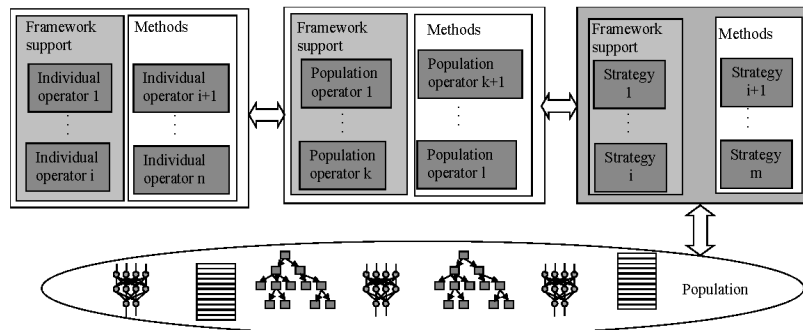 Framework
support
Individual
operator 1
Individual
operator i
Methods
Individual
operator i+1
Individual
operator n
Framework
support
Population
operator 1
Population
operator k
Methods
Population
operator k+1
Population
operator l
Framework
support
Strategy
1
Strategy
i
Methods
Strategy
i+1
Strategy
m
Population